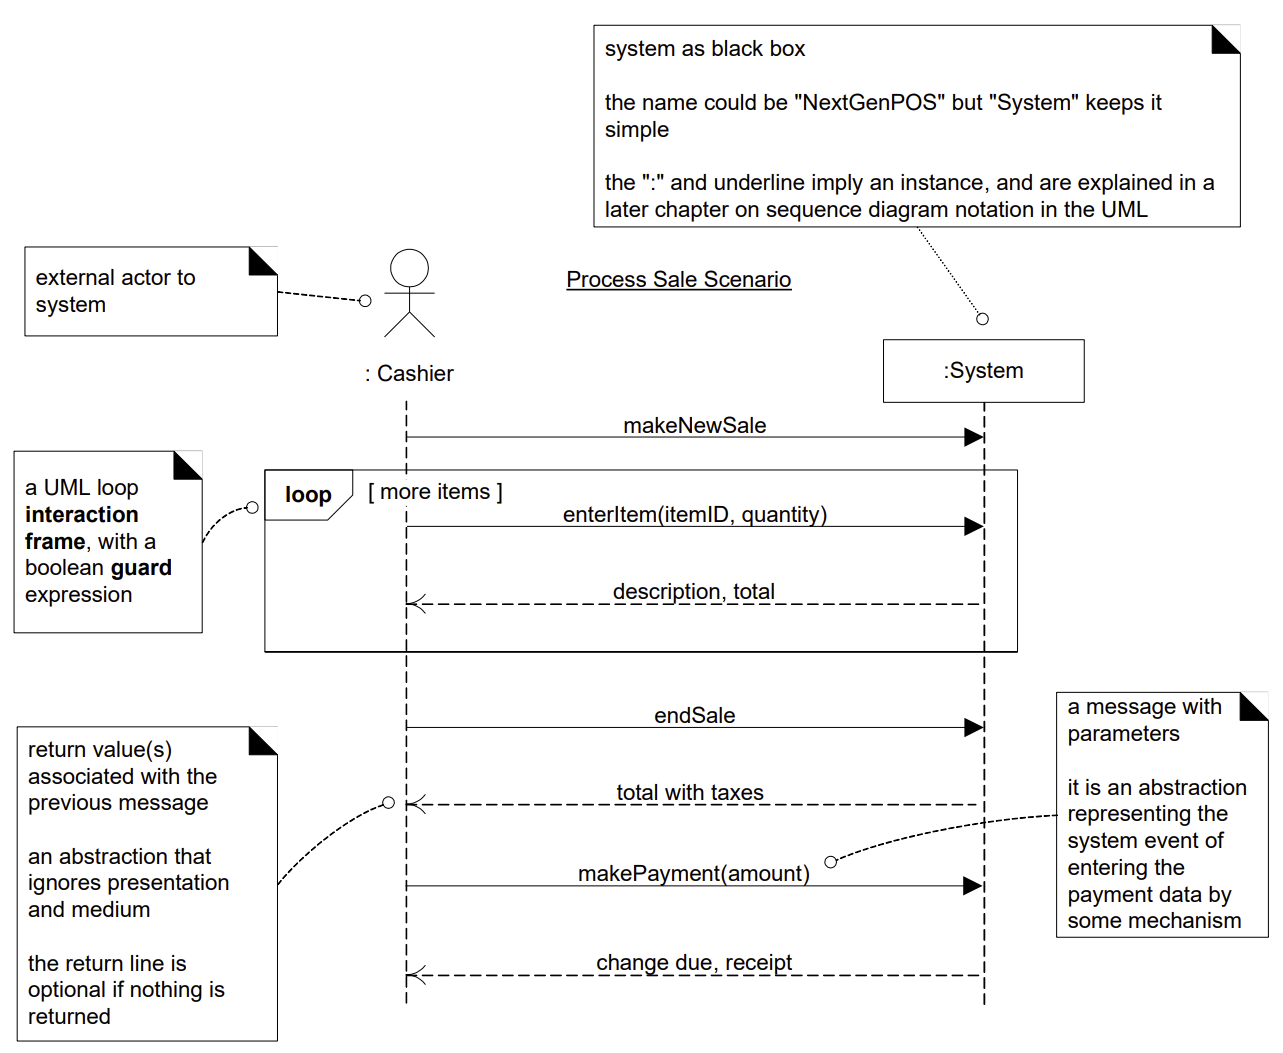 system as black box
the name could be "NextGenPOS" but "System" keeps it
simple
the ":" and underline imply an instance, and are explained in a
later chapter on sequence diagram notation in the UML
external actor to
system
Process Sale Scenario
: Cashier
:System
makeNewSale
a UML loop
interaction
frame, with a
boolean guard
expression
loop
[ more items ]
enterItem(itemID, quantity)
description, total
endSale
a message with
parameters
it is an abstraction
representing the
system event of
entering the
payment data by
some mechanism
return value(s)
associated with the
previous message
an abstraction that
ignores presentation
and medium
the return line is
optional if nothing is
returned
total with taxes
makePayment(amount)
change due, receipt